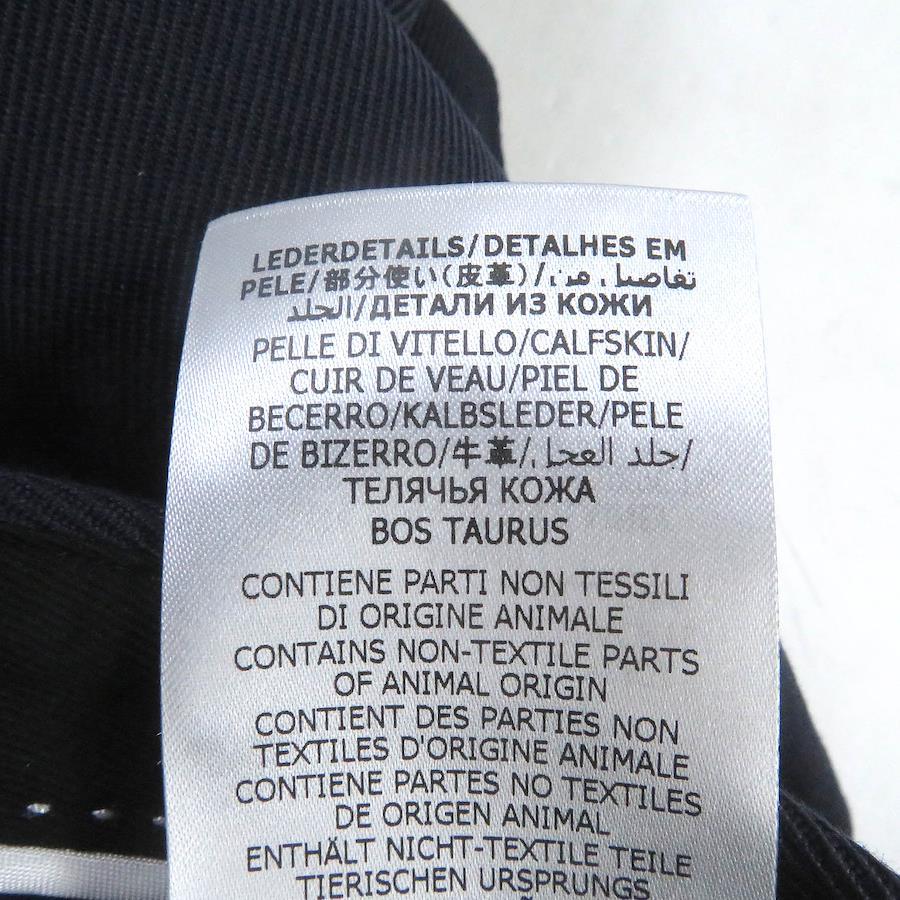 LEDERDETAILS/DETALHES EM
PELE/部分使い(皮革)/تفاصيل من
الجلد/ДЕТАЛИ ИЗ КОЖИ
PELLE DI VITELLO/CALFSKIN/
CUIR DE VEAU/PIEL DE
BECERRO/KALBSLEDER/PELE
DE BIZERRO/牛革/جلد العجل/
ТЕЛЯЧЬЯ КОЖА
BOS TAURUS
CONTIENE PARTI NON TESSILI
DI ORIGINE ANIMALE
CONTAINS NON-TEXTILE PARTS
OF ANIMAL ORIGIN
CONTIENT DES PARTIES NON
TEXTILES D'ORIGINE ANIMALE
CONTIENE PARTES NO TEXTILES
DE ORIGEN ANIMAL
ENTHÄLT NICHT-TEXTILE TEILE
TIERISCHEN URSPRUNGS